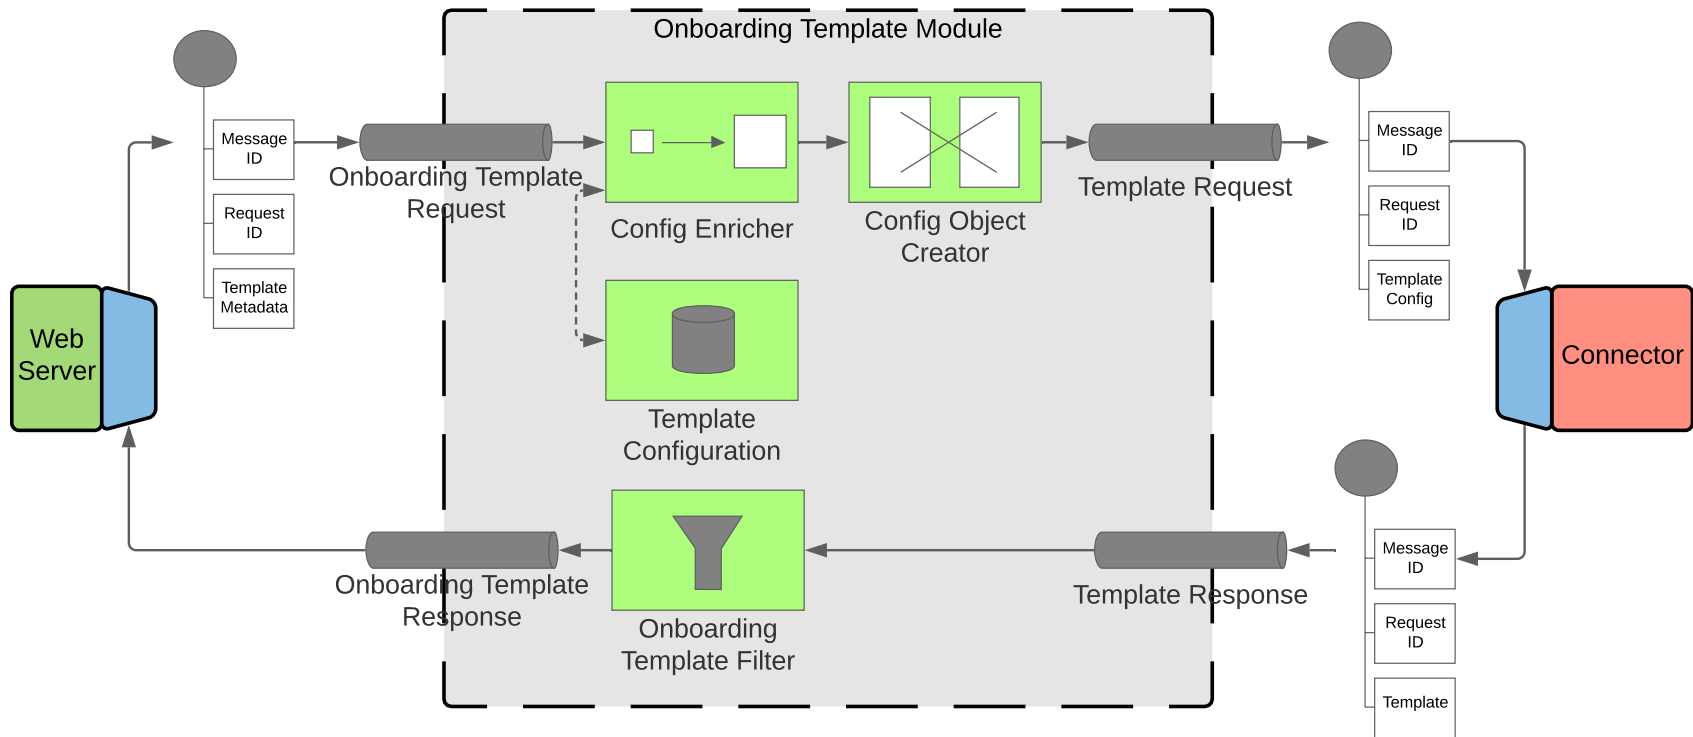 Onboarding Template Module
Message
ID
Request
ID
Template
Metadata
Onboarding Template
Request
Config Enricher
Config Object
Creator
Template Request
Message
ID
Request
ID
Template
Config
Web
Server
Connector
Template
Configuration
Onboarding Template
Response
Onboarding
Template Filter
Template Response
Message
ID
Request
ID
Template